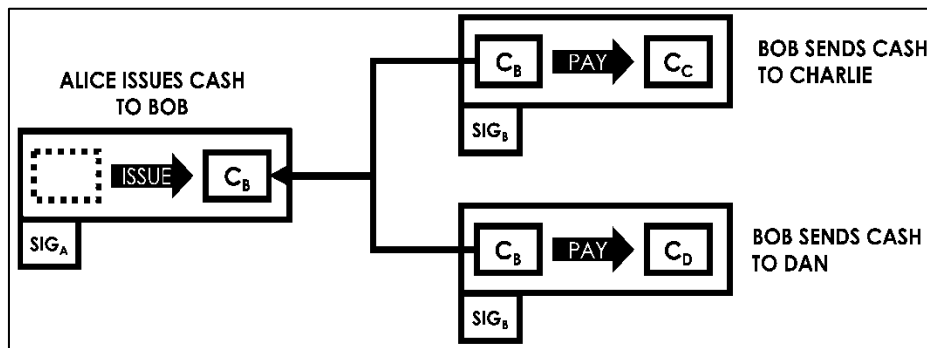 ALICE ISSUES CASH
TO BOB
ISSUE
C_B
SIG_A
C_B
PAY
C_C
SIG_B
BOB SENDS CASH
TO CHARLIE
C_B
PAY
C_D
SIG_B
BOB SENDS CASH
TO DAN